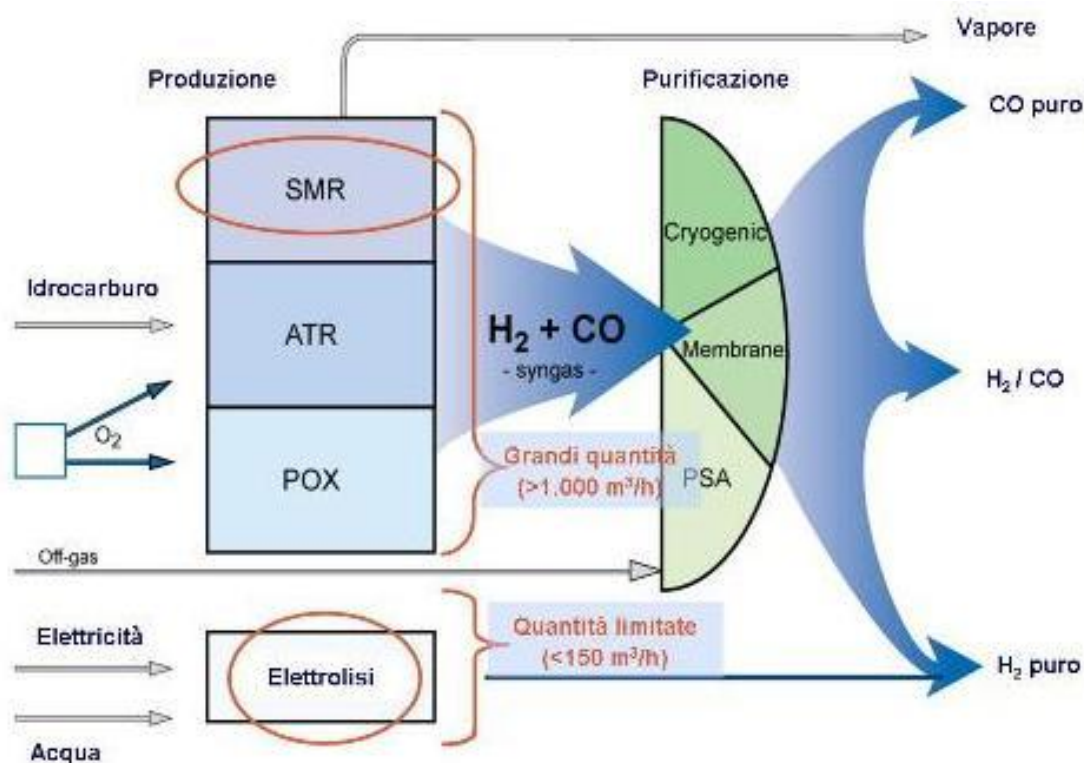 Vapore
Produzione
Purificazione
CO puro
SMR
Cryogenic
Idrocarburo
ATR
H₂ + CO
- syngas -
Membrane
H₂ / CO
O₂
POX
Grandi quantità
(>1.000 m³/h)
PSA
Off-gas
Elettricità
Elettrolisi
Quantità limitate
(<150 m³/h)
H₂ puro
Acqua